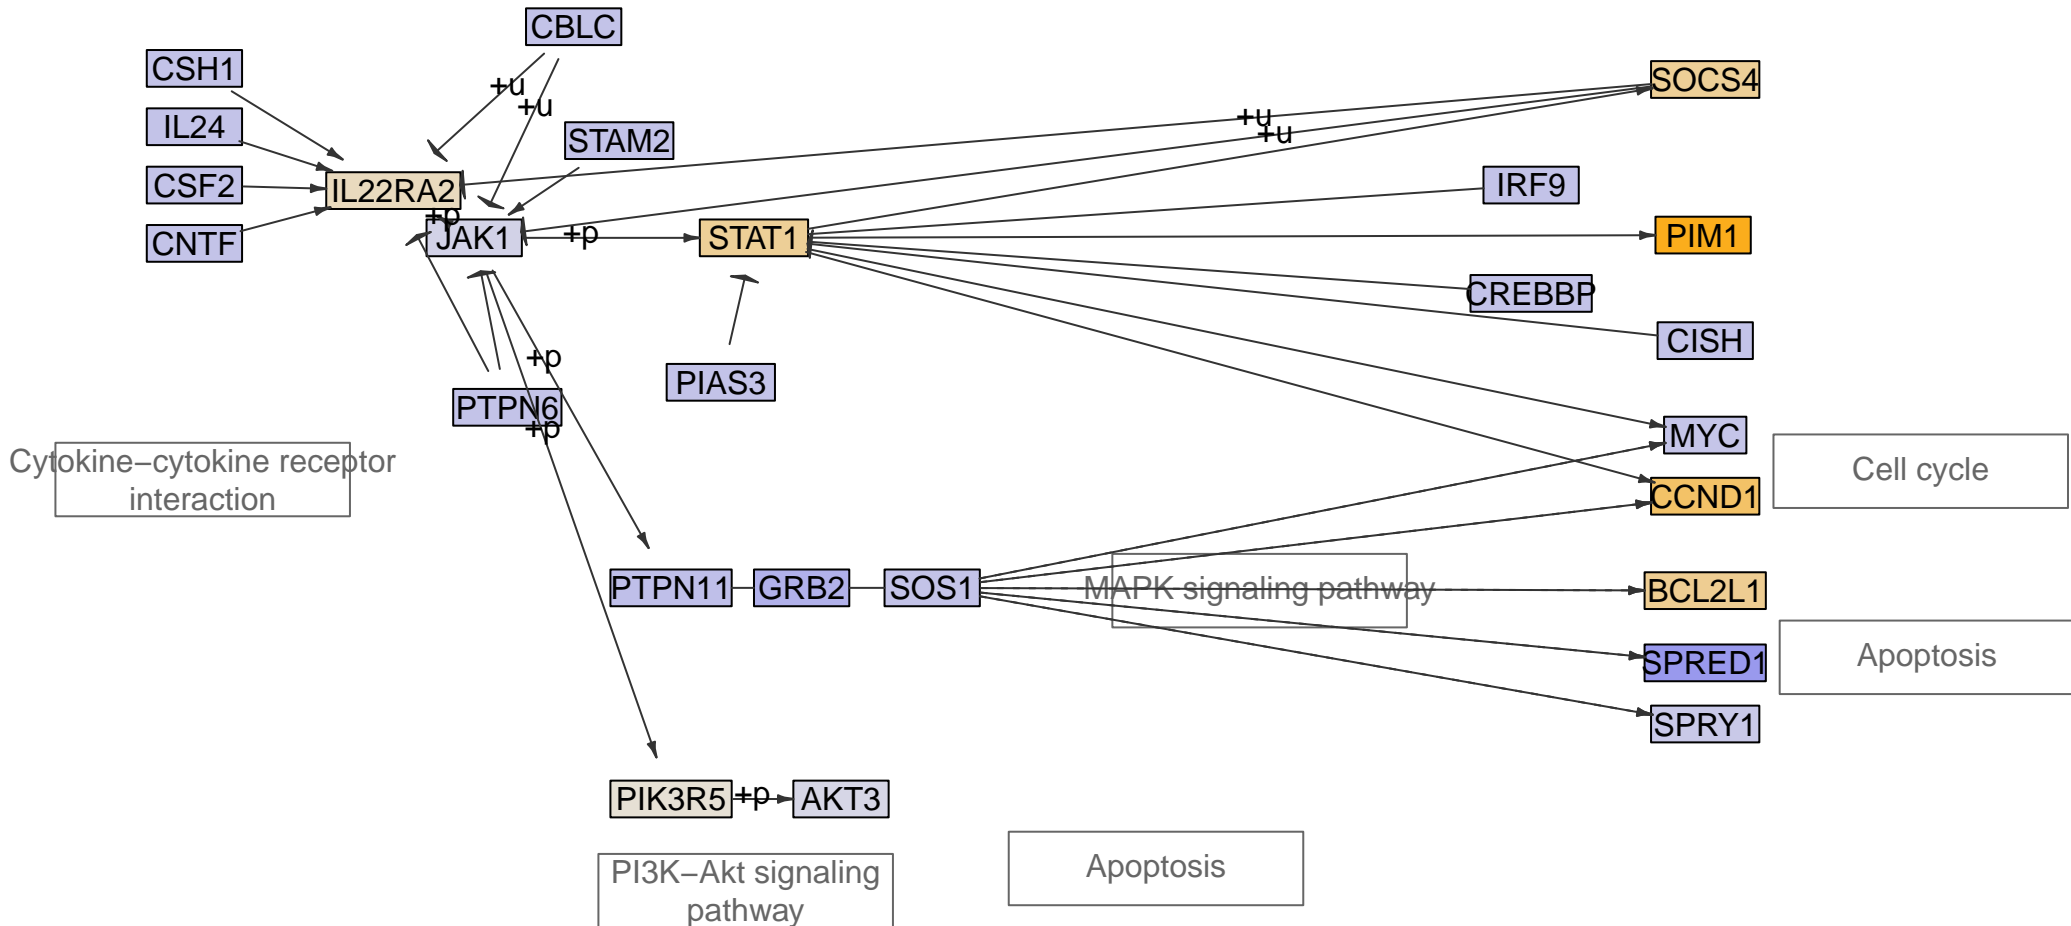 CBLC
CSH1
+u
SOCS4
+u
+u
IL24
STAM2
+u
CSF2
IL22RA2
IRF9
+p
CNTF
JAK1
+p
STAT1
PIM1
CREBBP
CISH
+p
PIAS3
PTPN6
+p
MYC
Cytokine−cytokine receptor
interaction
Cell cycle
CCND1
PTPN11
GRB2
SOS1
MAPK signaling pathway
BCL2L1
SPRED1
Apoptosis
SPRY1
PIK3R5
+p
AKT3
PI3K−Akt signaling
pathway
Apoptosis